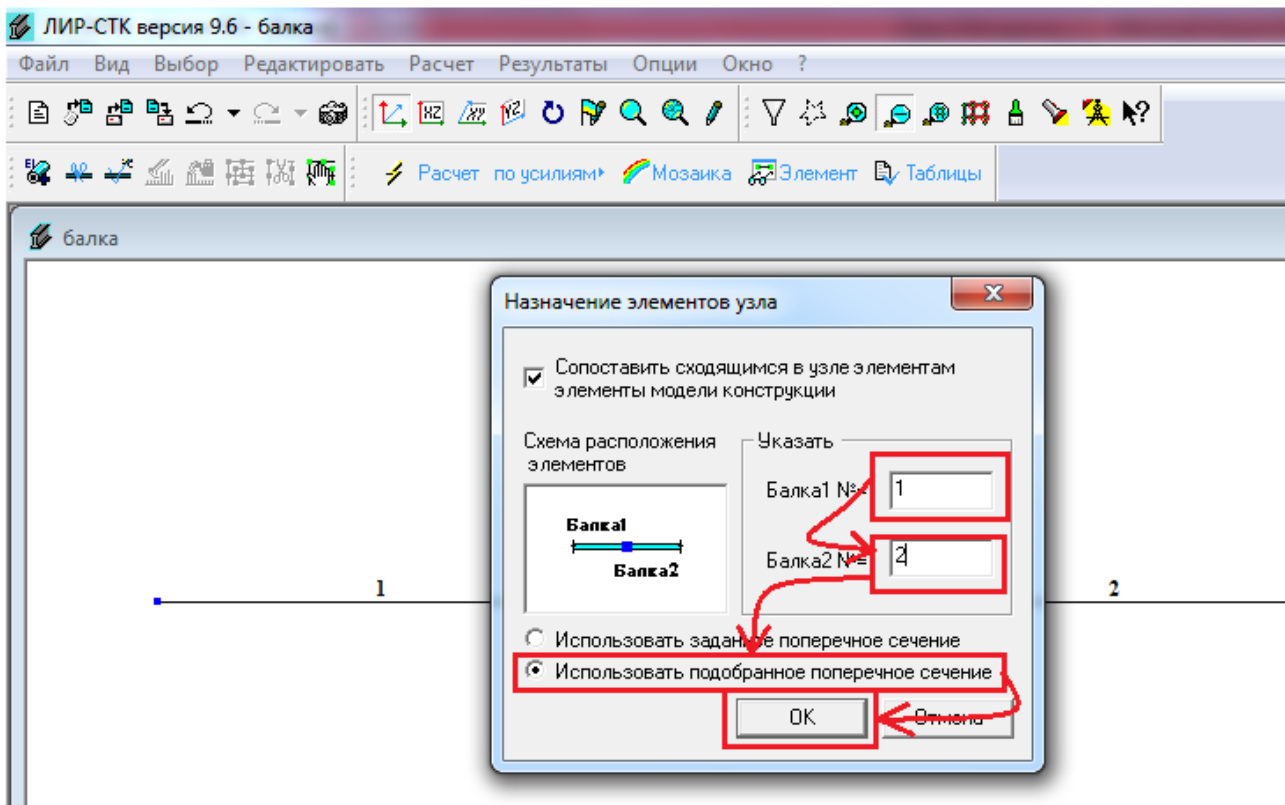 ЛИР-СТК версия 9.6 - балка
Файл Вид Выбор Редактировать Расчет Результаты Опции Окно ?
Расчет по усилиям Мозаика Элемент Таблицы
балка
Назначение элементов узла
Сопоставить сходящимся в узле элементам
элементы модели конструкции
Схема расположения
элементов
Указать
Балка1 №= 1
Балка1
Балка2
Балка2 №= 2
1
2
Использовать заданное поперечное сечение
Использовать подобранное поперечное сечение
OK
Отмена